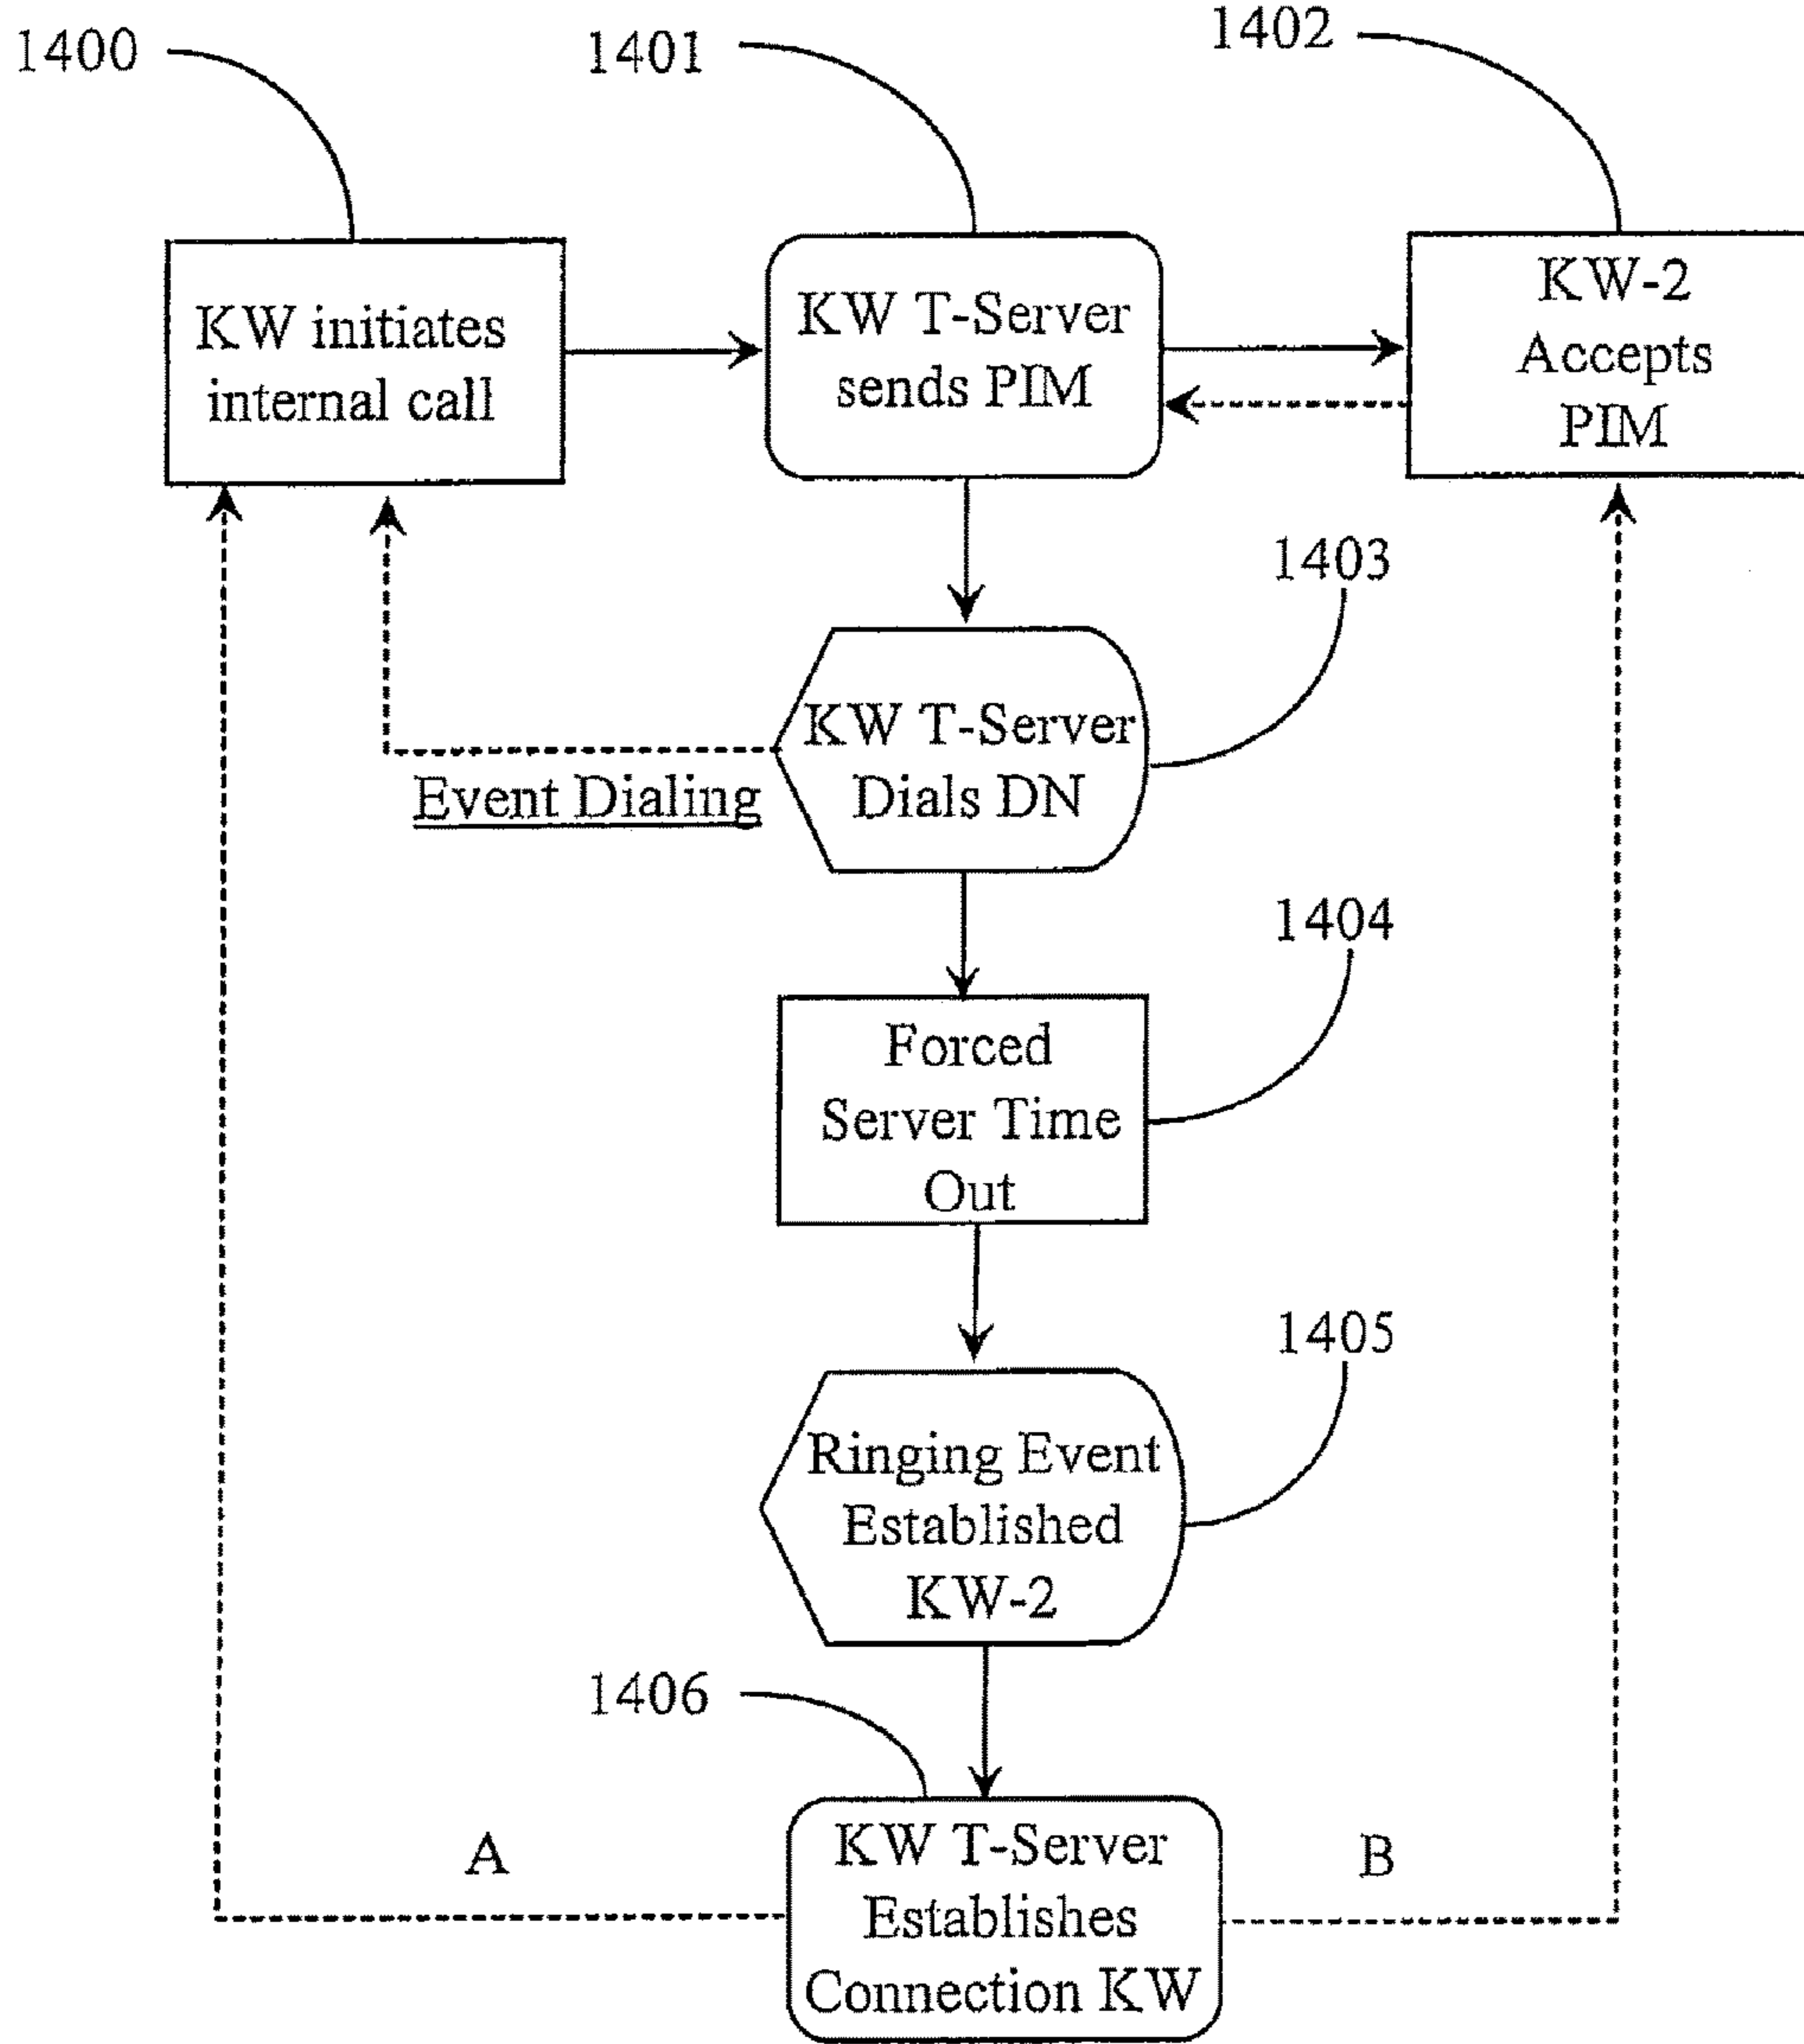 1400
1401
1402
KW initiates
internal call
KW T-Server
sends PIM
KW-2
Accepts
PIM
1403
KW T-Server
Dials DN
Event Dialing
1404
Forced
Server Time
Out
1405
Ringing Event
Established
KW-2
1406
KW T-Server
Establishes
Connection KW
A
B